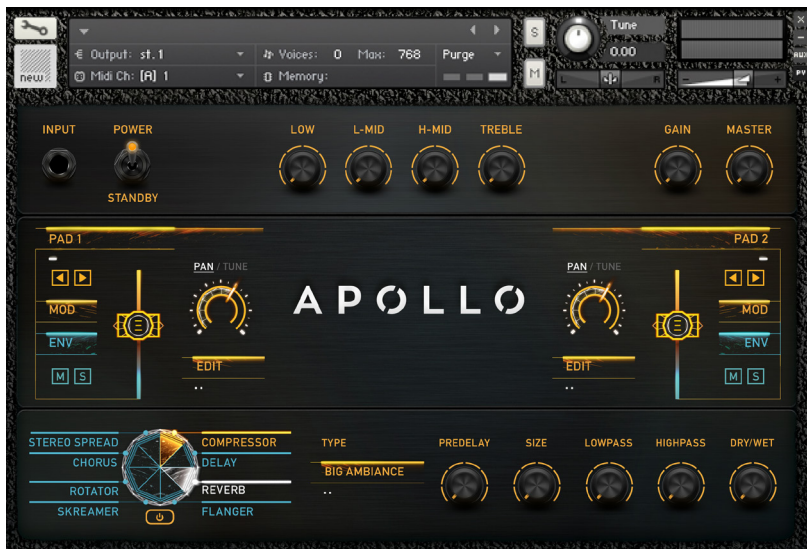 Tune
€ Output: st.1 Voices: 0 Max: 768 Purge
S
0.00
new
Midi Ch: [A] 1 Memory:
M
L R
- +
×
-
AUX
PV
INPUT POWER LOW L-MID H-MID TREBLE GAIN MASTER
STANDBY
PAD 1 PAD 2
PAN / TUNE PAN / TUNE
APOLLO
MOD MOD
ENV ENV
EDIT EDIT
M S M S
STEREO SPREAD COMPRESSOR TYPE PREDELAY SIZE LOWPASS HIGHPASS DRY/WET
CHORUS DELAY
BIG AMBIANCE
ROTATOR REVERB
SKREAMER FLANGER